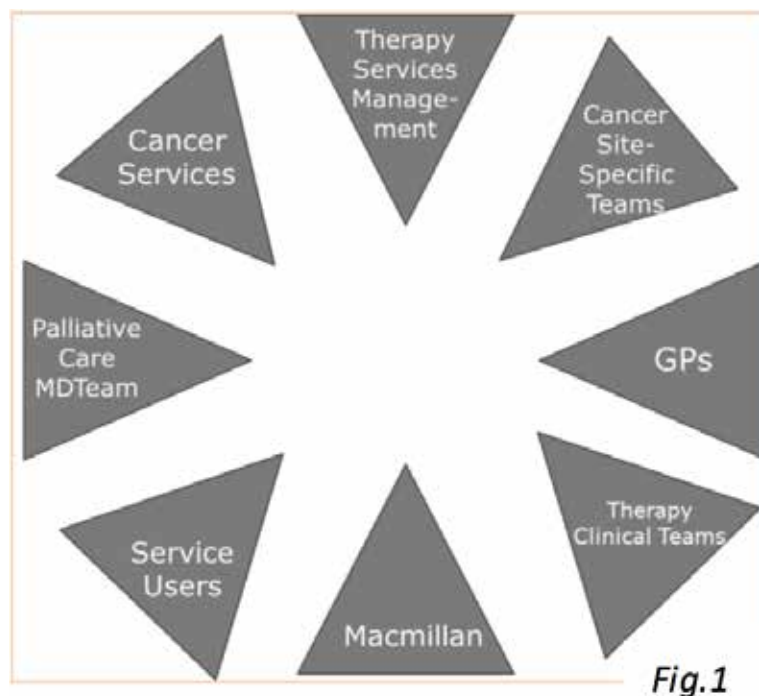 Therapy
Services
Manage-
ment
Cancer
Site-
Specific
Teams
GPs
Therapy
Clinical Teams
Macmillan
Service
Users
Palliative
Care
MDTeam
Cancer
Services
Fig.1